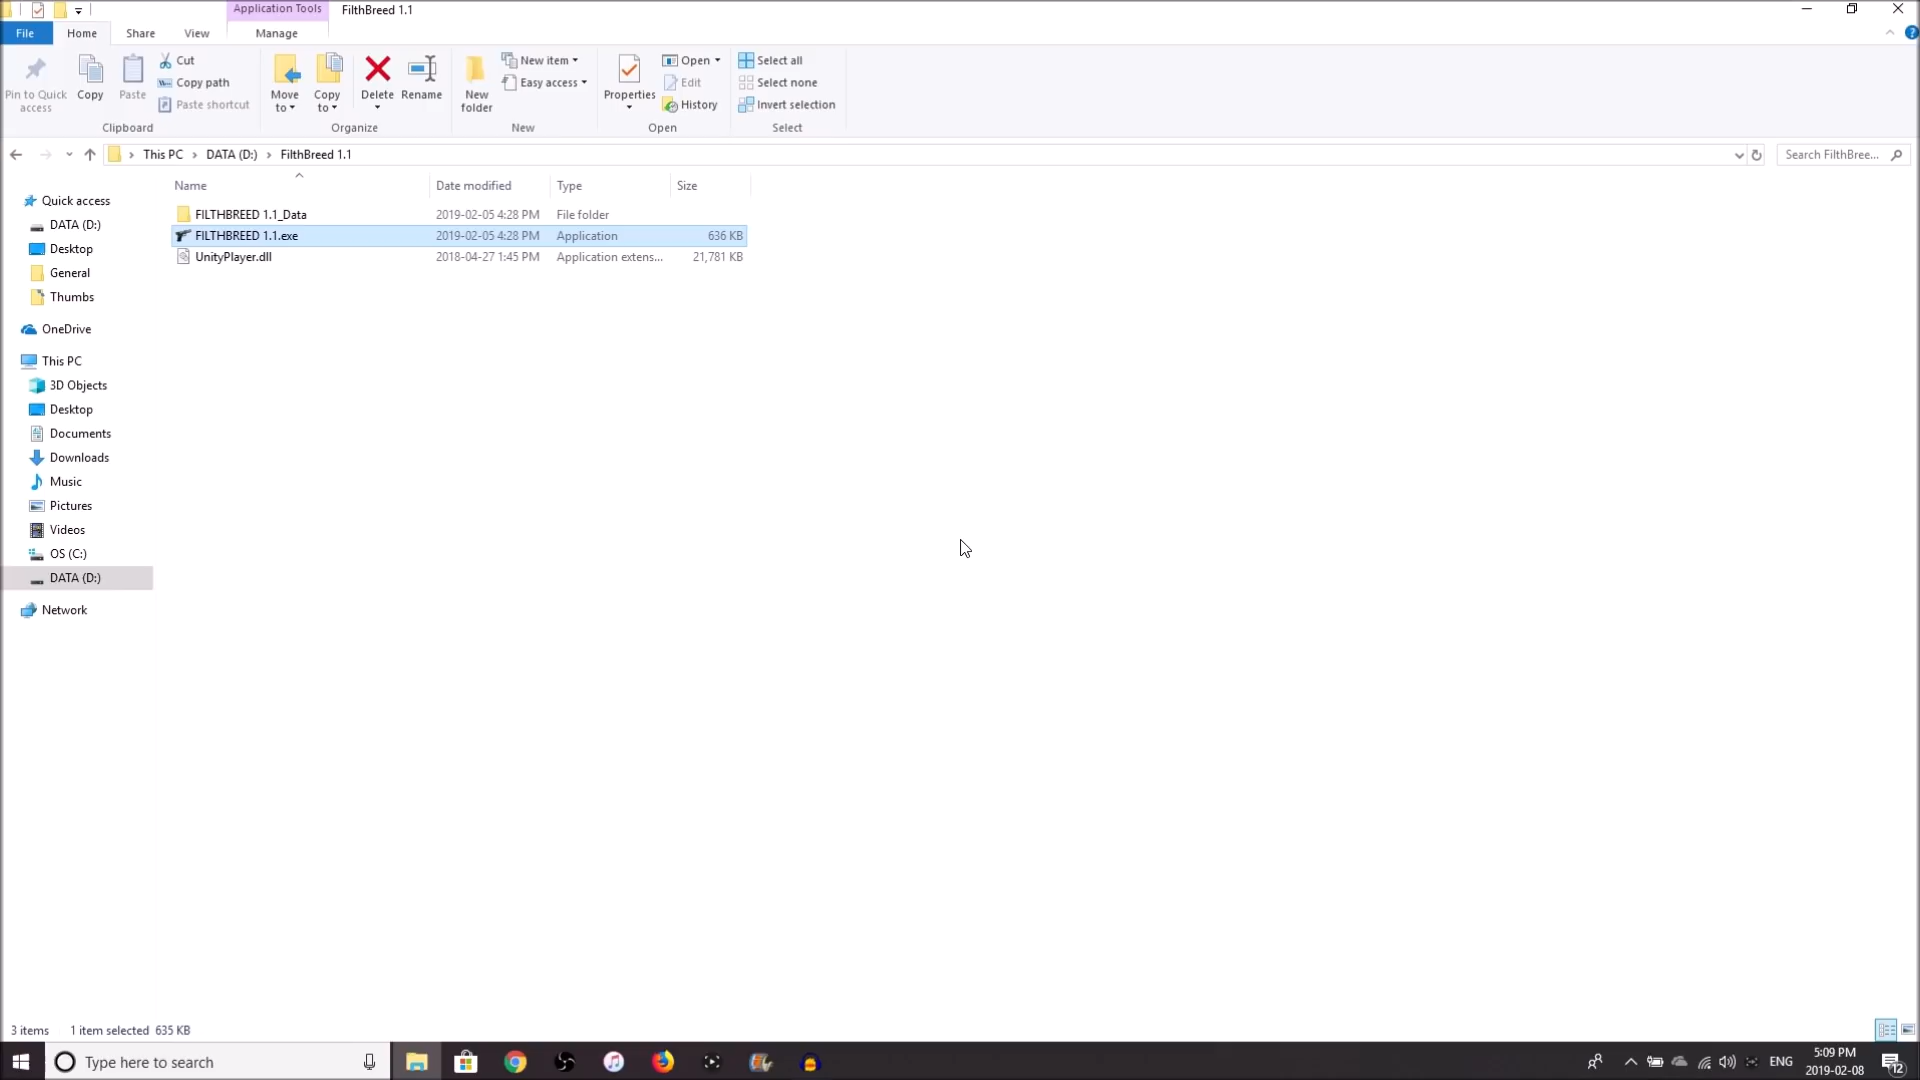 Application Tools
FilthBreed 1.1
File
Home
Share
View
Manage
Pin to Quick access
Copy
Paste
Cut
Copy path
Paste shortcut
Clipboard
Move to
Copy to
Delete
Rename
Organize
New folder
New item
Easy access
New
Properties
Open
Edit
History
Open
Select all
Select none
Invert selection
Select
This PC
DATA (D:)
FilthBreed 1.1
Search FilthBree...
Name
Date modified
Type
Size
FILTHBREED 1.1_Data 2019-02-05 4:28 PM File folder
FILTHBREED 1.1.exe 2019-02-05 4:28 PM Application 636 KB
UnityPlayer.dll 2018-04-27 1:45 PM Application extens... 21,781 KB
Quick access
DATA (D:)
Desktop
General
Thumbs
OneDrive
This PC
3D Objects
Desktop
Documents
Downloads
Music
Pictures
Videos
OS (C:)
DATA (D:)
Network
3 items 1 item selected 635 KB
Type here to search
ENG
5:09 PM
2019-02-08
12